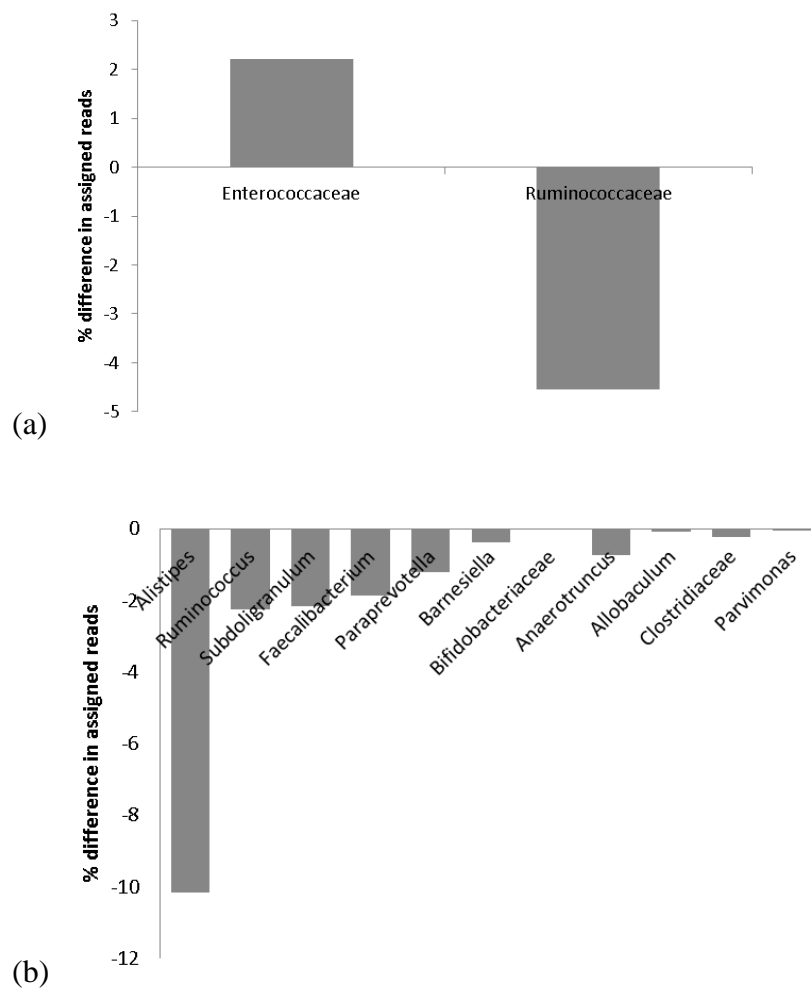 3
2
1
0
-1
-2
-3
-4
-5
% difference in assigned reads
Enterococcaceae
Ruminococcaceae
(a)
0
-2
-4
-6
-8
-10
-12
% difference in assigned reads
Alistipes
Ruminococcus
Subdoligranulum
Faecalibacterium
Paraprevotella
Barnesiella
Bifidobacteriaceae
Anaerotruncus
Allobaculum
Clostridiaceae
Parvimonas
(b)